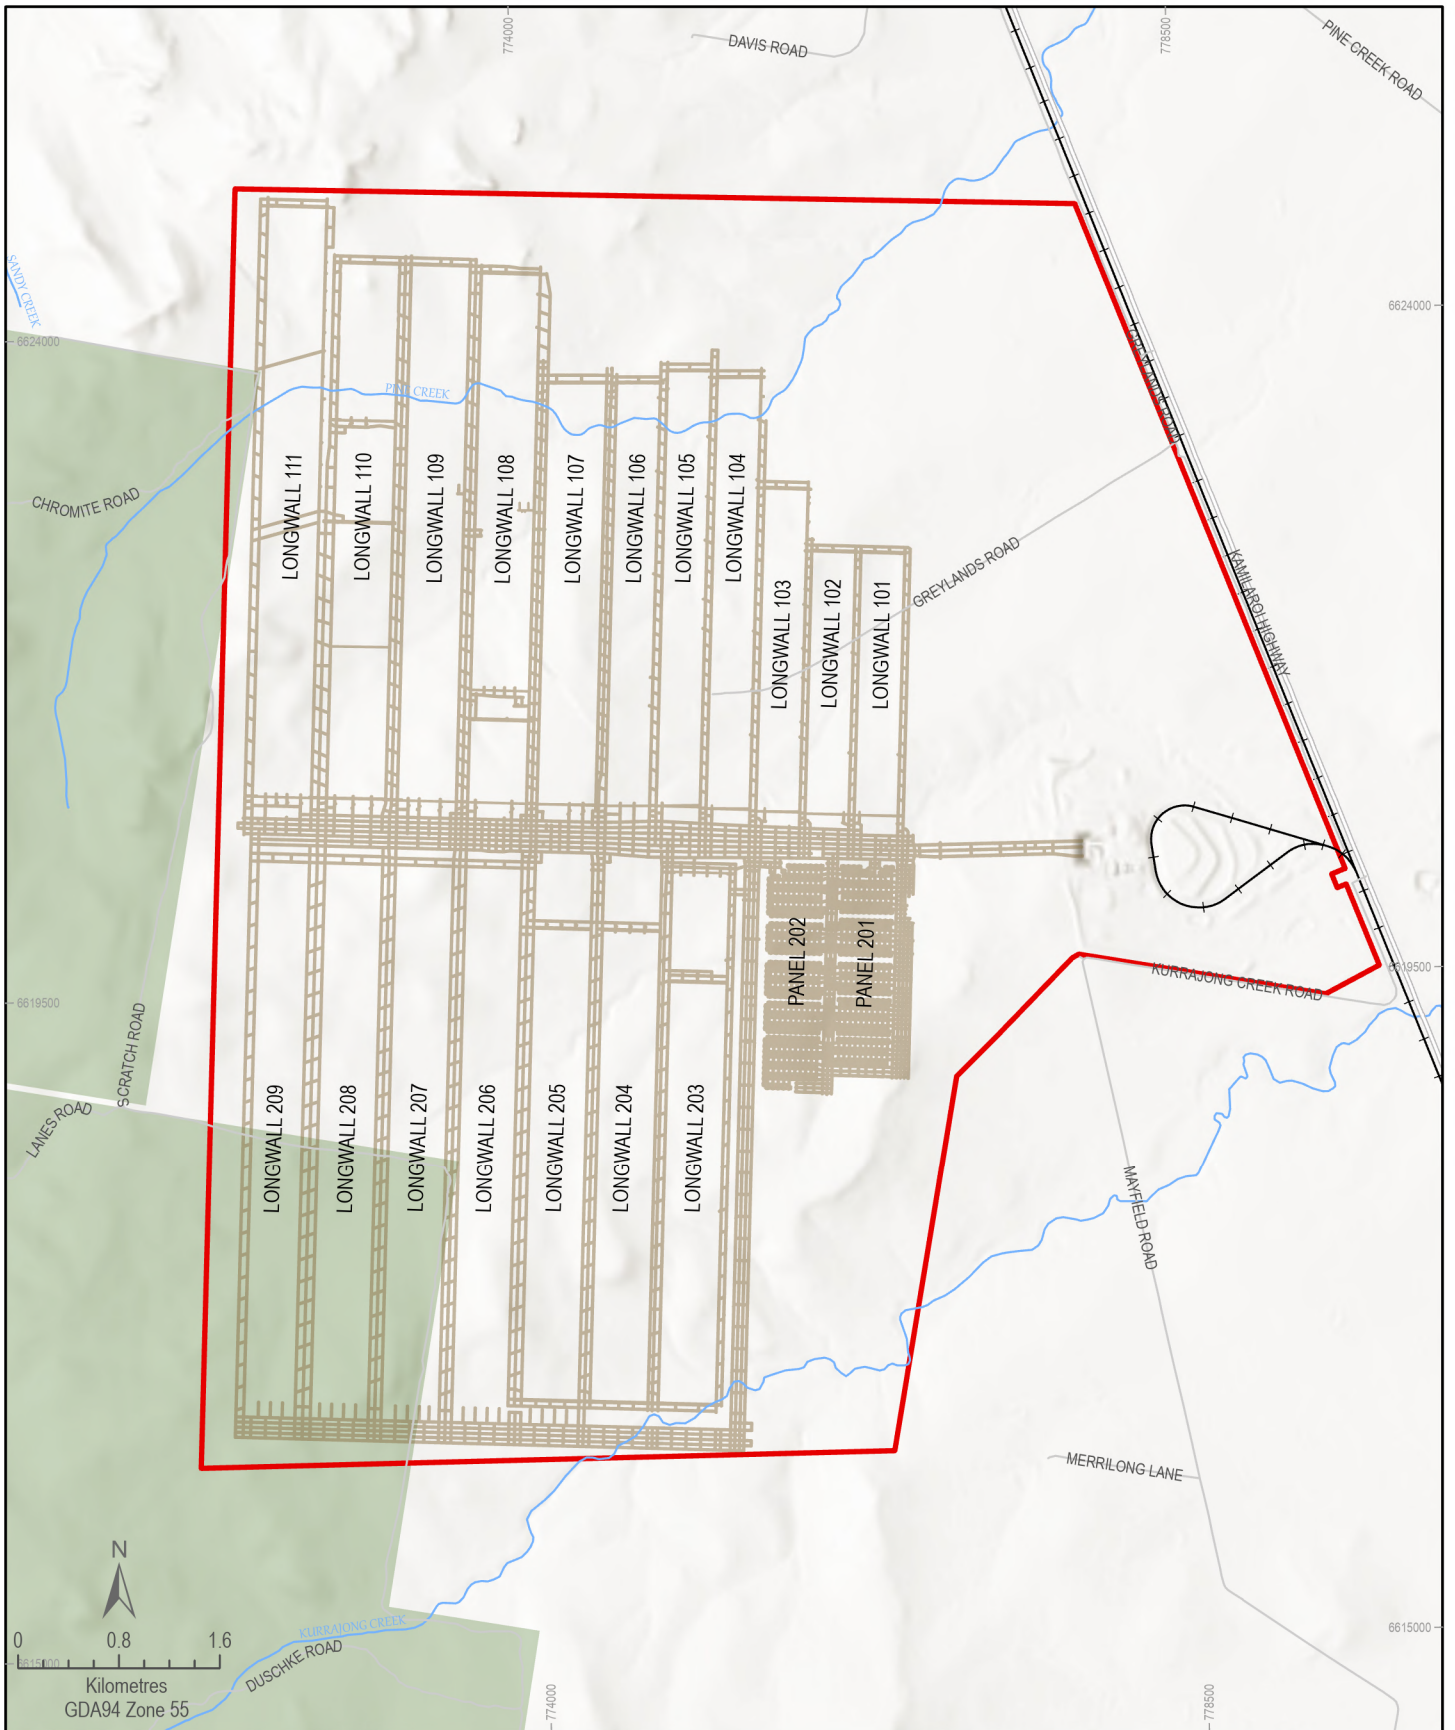 774000
778500
DAVIS ROAD
PINE CREEK ROAD
SANDY CREEK
6624000
6624000
GREYLANDS ROAD
PINE CREEK
CHROMITE ROAD
LONGWALL 111
LONGWALL 110
LONGWALL 109
LONGWALL 108
LONGWALL 107
LONGWALL 106
LONGWALL 105
LONGWALL 104
LONGWALL 103
LONGWALL 102
LONGWALL 101
GREYLANDS ROAD
KAMILAROI HIGHWAY
PANEL 202
PANEL 201
KURRAJONG CREEK ROAD
6619500
6619500
SCRATCH ROAD
LANES ROAD
LONGWALL 209
LONGWALL 208
LONGWALL 207
LONGWALL 206
LONGWALL 205
LONGWALL 204
LONGWALL 203
MAYFIELD ROAD
MERRILONG LANE
N
KURRAJONG CREEK
DUSCHKE ROAD
0 0.8 1.6
6615000
6615000
Kilometres
GDA94 Zone 55
774000
778500